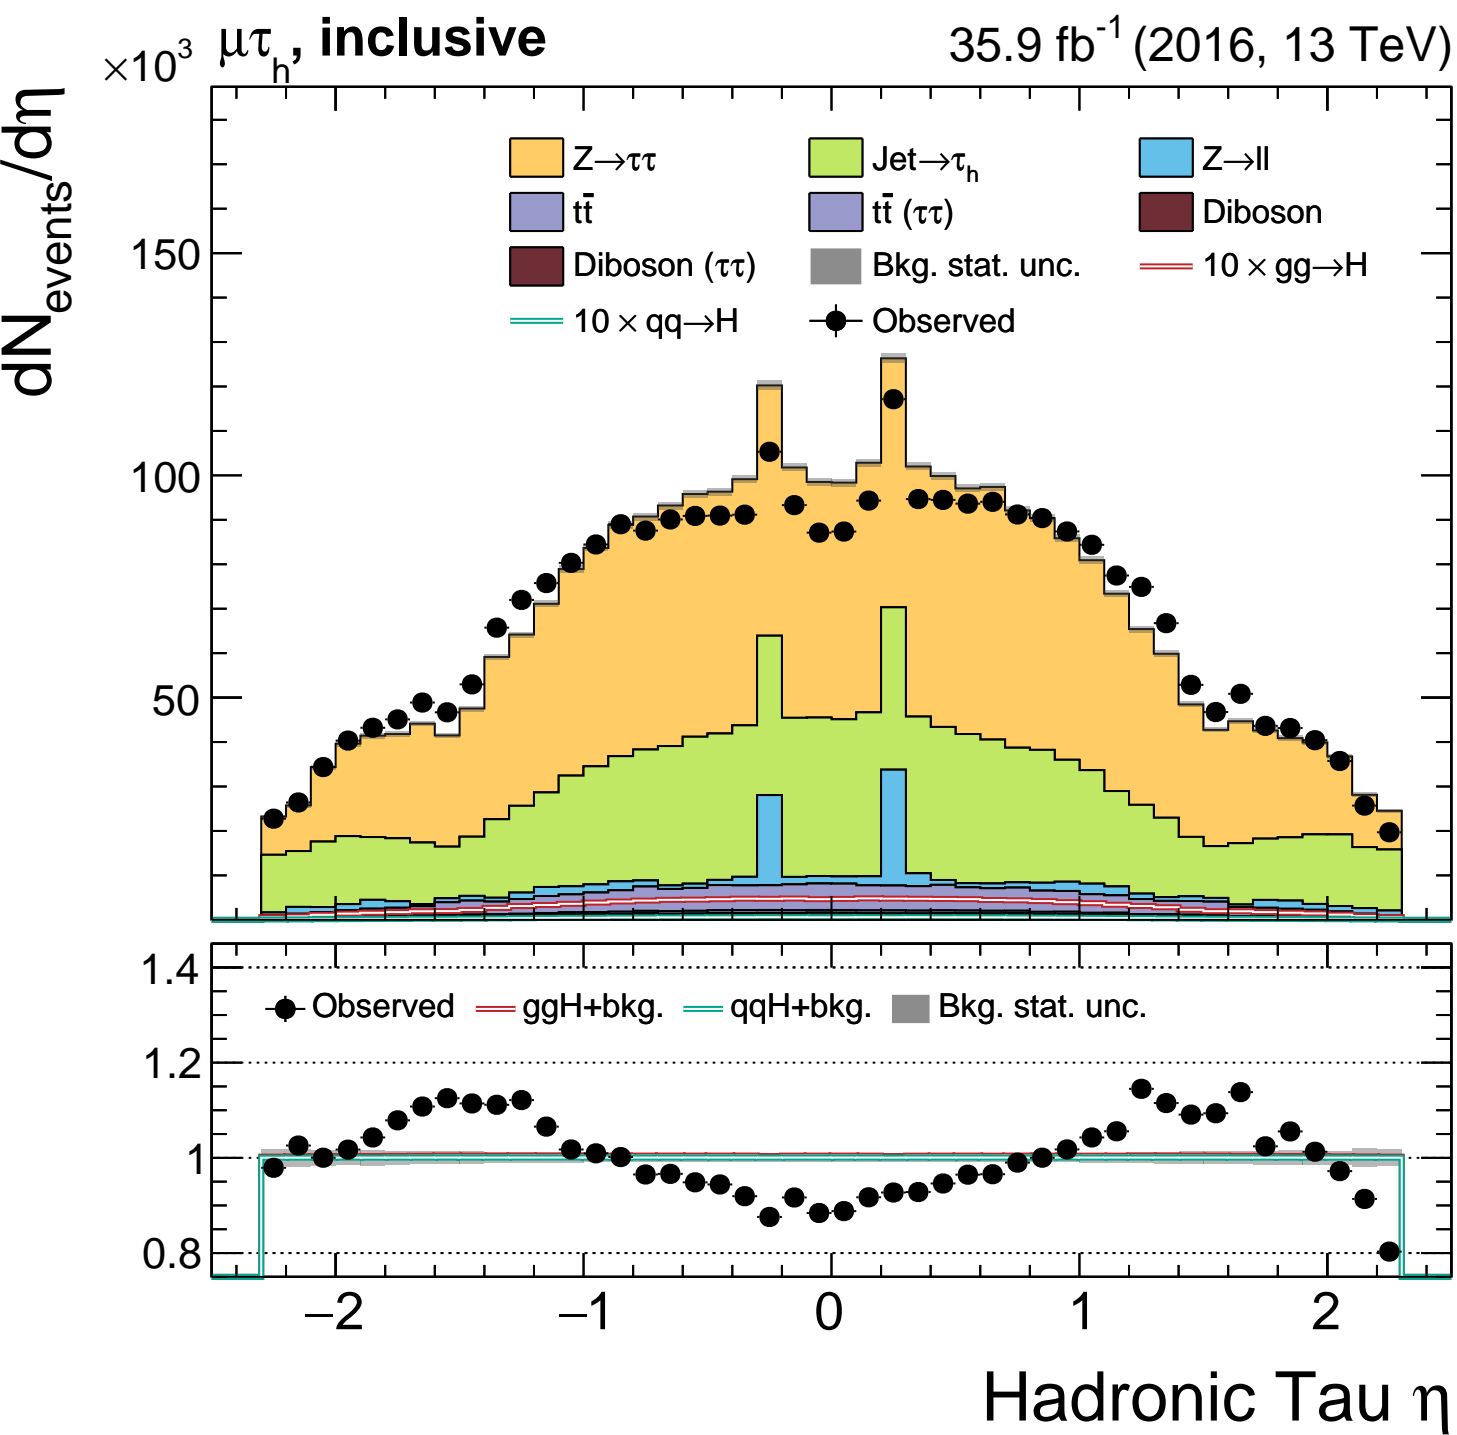 ×10³ μτₕ, inclusive 35.9 fb⁻¹ (2016, 13 TeV)
dN_events/dη
Z→ττ Jet→τₕ Z→ll
tt̄ tt̄ (ττ) Diboson
Diboson (ττ) Bkg. stat. unc. 10 × gg→H
10 × qq→H Observed
150
100
50
1.4
Observed ggH+bkg. qqH+bkg. Bkg. stat. unc.
1.2
1
0.8
−2 −1 0 1 2
Hadronic Tau η